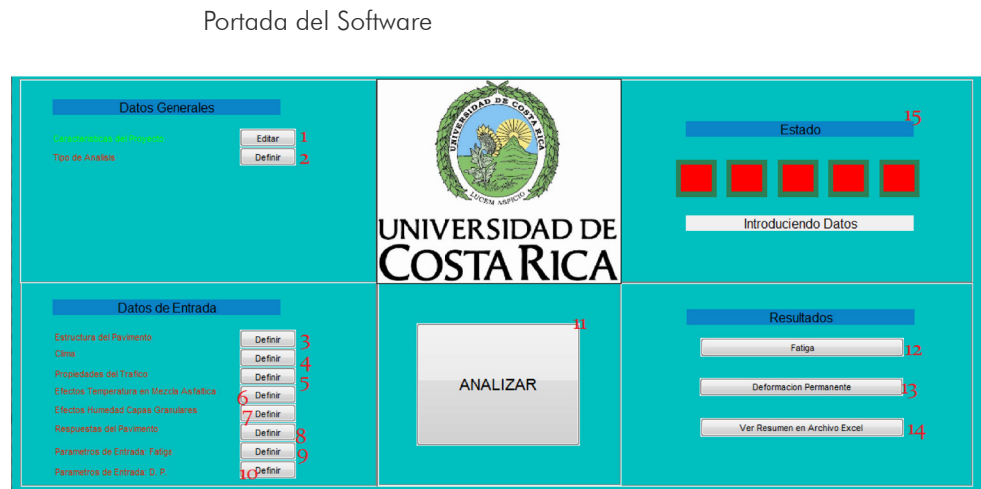 Portada del Software
Datos Generales
Características del Proyecto Editar 1
Tipo de Analisis Definir 2
UNIVERSIDAD DE COSTA RICA
LUCEM ASPICIO
UNIVERSIDAD DE
COSTA RICA
15
Estado
Introduciendo Datos
Datos de Entrada
Estructura del Pavimento Definir 3
Clima Definir 4
Propiedades del Trafico Definir 5
Efectos Temperatura en Mezcla Asfaltica 6 Definir
Efectos Humedad Capas Granulares 7 Definir
Respuestas del Pavimento Definir 8
Parametros de Entrada: Fatiga Definir 9
Parametros de Entrada: D. P. 10 Definir
11
ANALIZAR
Resultados
Fatiga 12
Deformacion Permanente 13
Ver Resumen en Archivo Excel 14